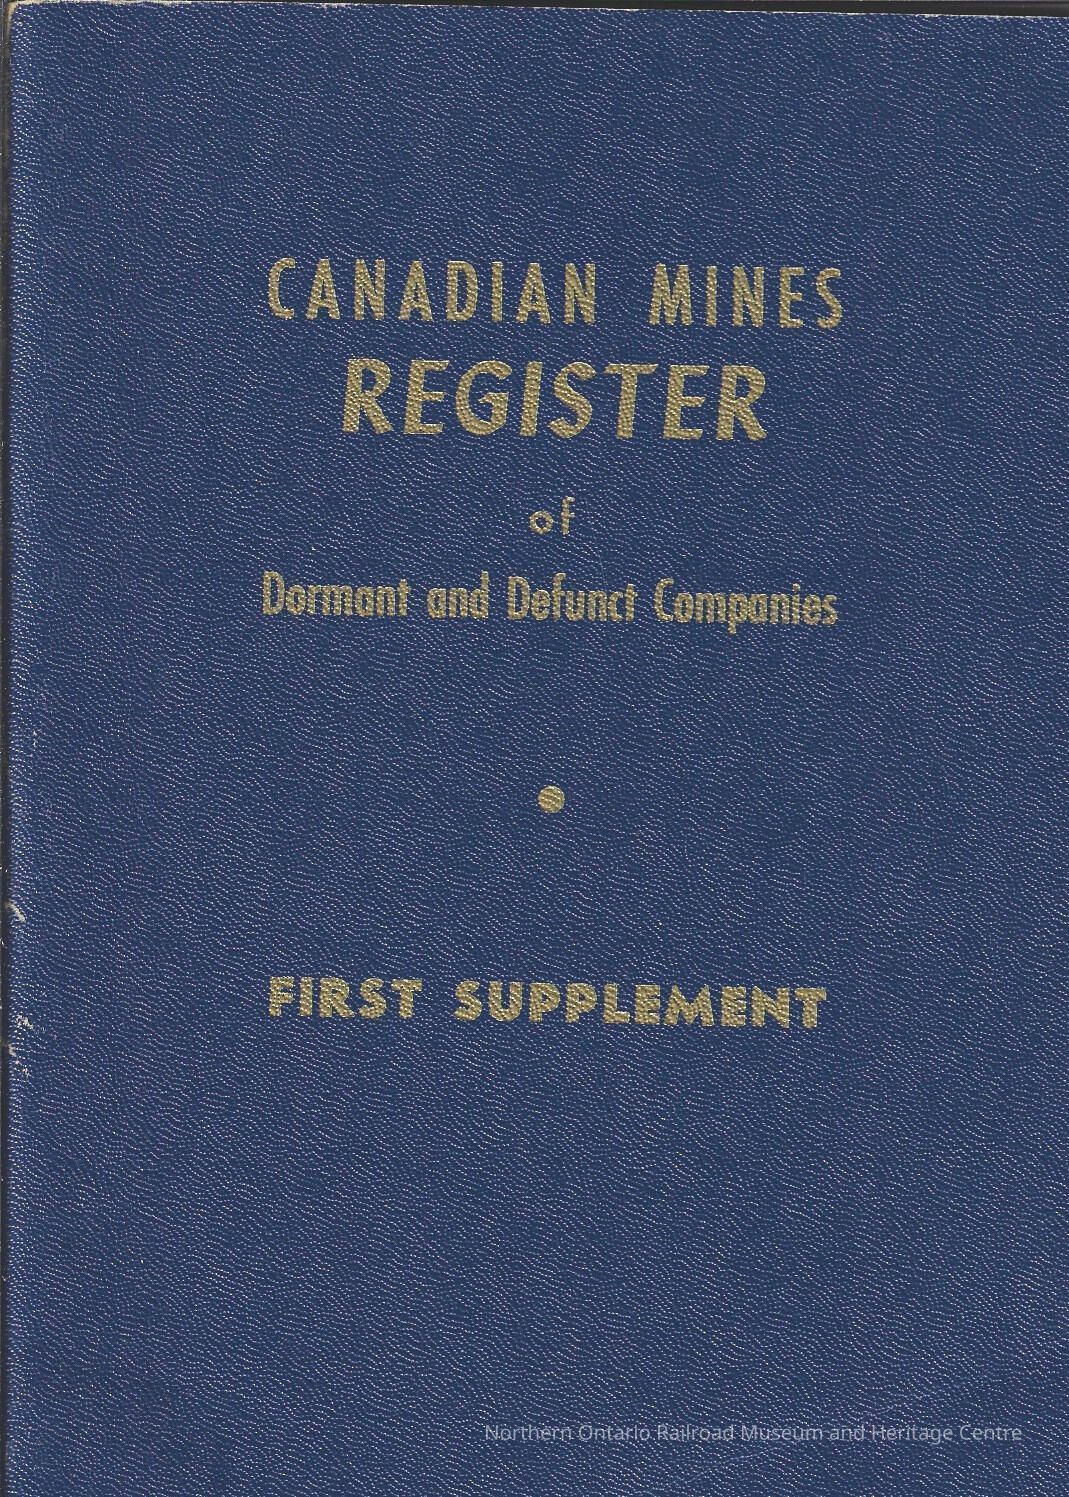 CANADIAN MINES
REGISTER
of
Dormant and Defunct Companies
FIRST SUPPLEMENT
Northern Ontario Railroad Museum and Heritage Centre